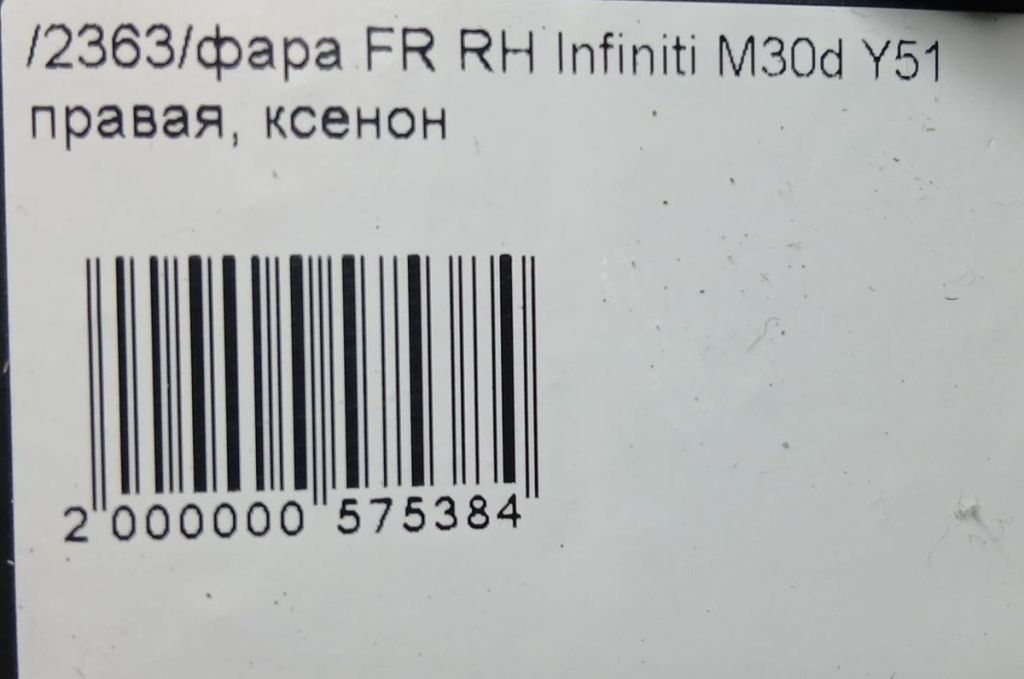 /2363/фара FR RH Infiniti M30d Y51
правая, ксенон
2 000000 575384